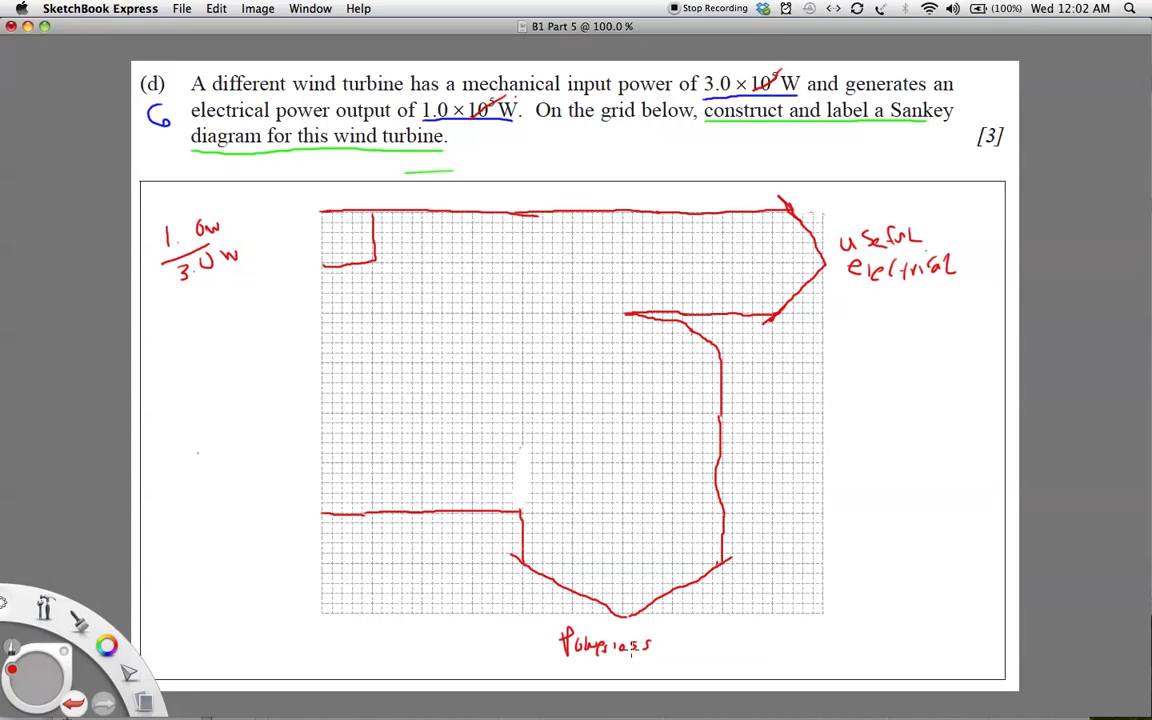 SketchBook Express File Edit Image Window Help Stop Recording (100%) Wed 12:02 AM
B1 Part 5 @ 100.0 %
(d) A different wind turbine has a mechanical input power of 3.0 × 10⁵ W and generates an
electrical power output of 1.0 × 10⁵ W. On the grid below, construct and label a Sankey
diagram for this wind turbine. [3]
1.0W
3.0W
useful
electrical